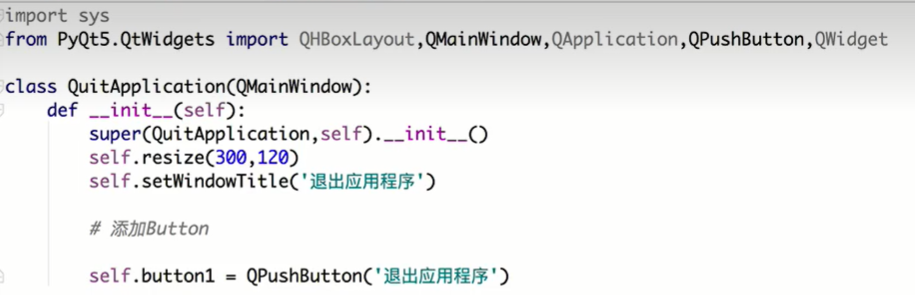 import sys
from PyQt5.QtWidgets import QHBoxLayout,QMainWindow,QApplication,QPushButton,QWidget
class QuitApplication(QMainWindow):
def __init__(self):
super(QuitApplication,self).__init__()
self.resize(300,120)
self.setWindowTitle('退出应用程序')
# 添加Button
self.button1 = QPushButton('退出应用程序')